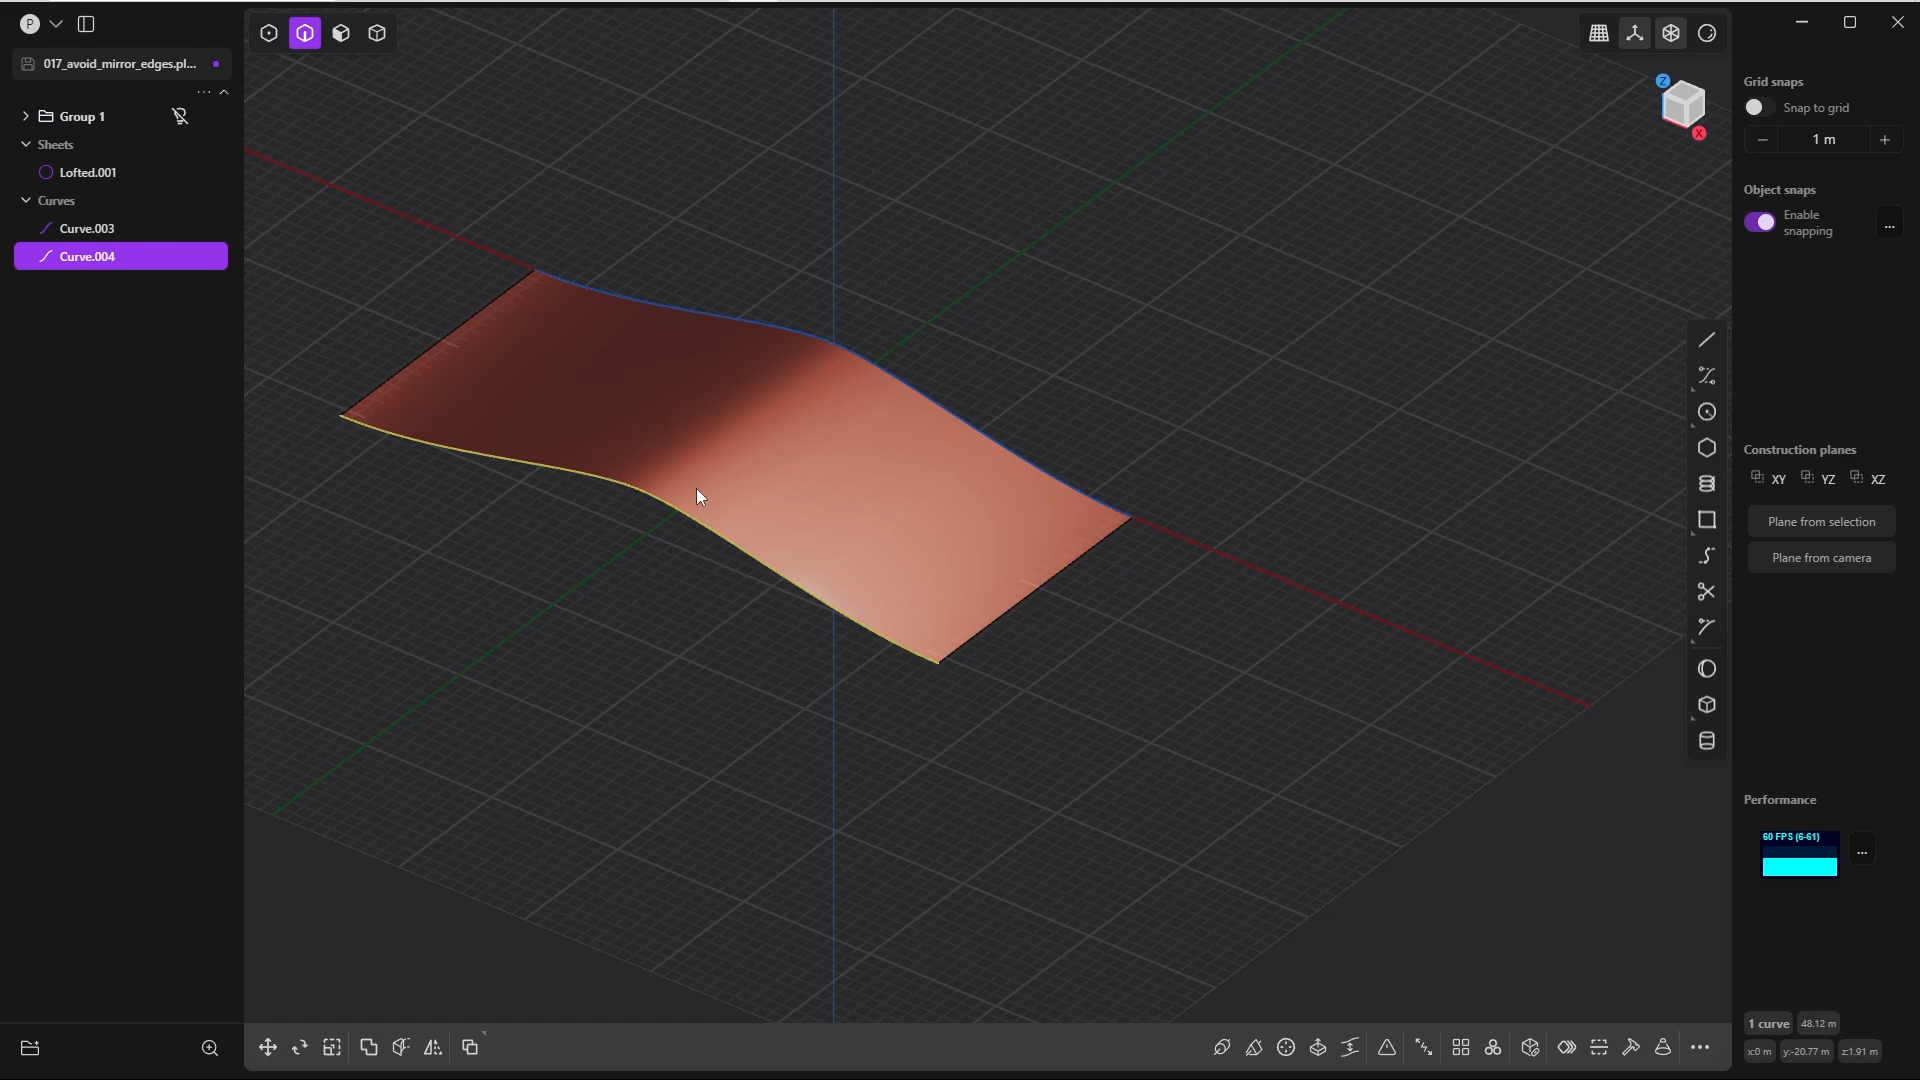 P
017_avoid_mirror_edges.pl...
Group 1
Sheets
Lofted.001
Curves
Curve.003
Curve.004
Z
X
Grid snaps
Snap to grid
1 m
Object snaps
Enable
snapping
...
Construction planes
XY YZ XZ
Plane from selection
Plane from camera
Performance
60 FPS (6-61)
...
1 curve 48.12 m
x:0 m y:-20.77 m z:1.91 m